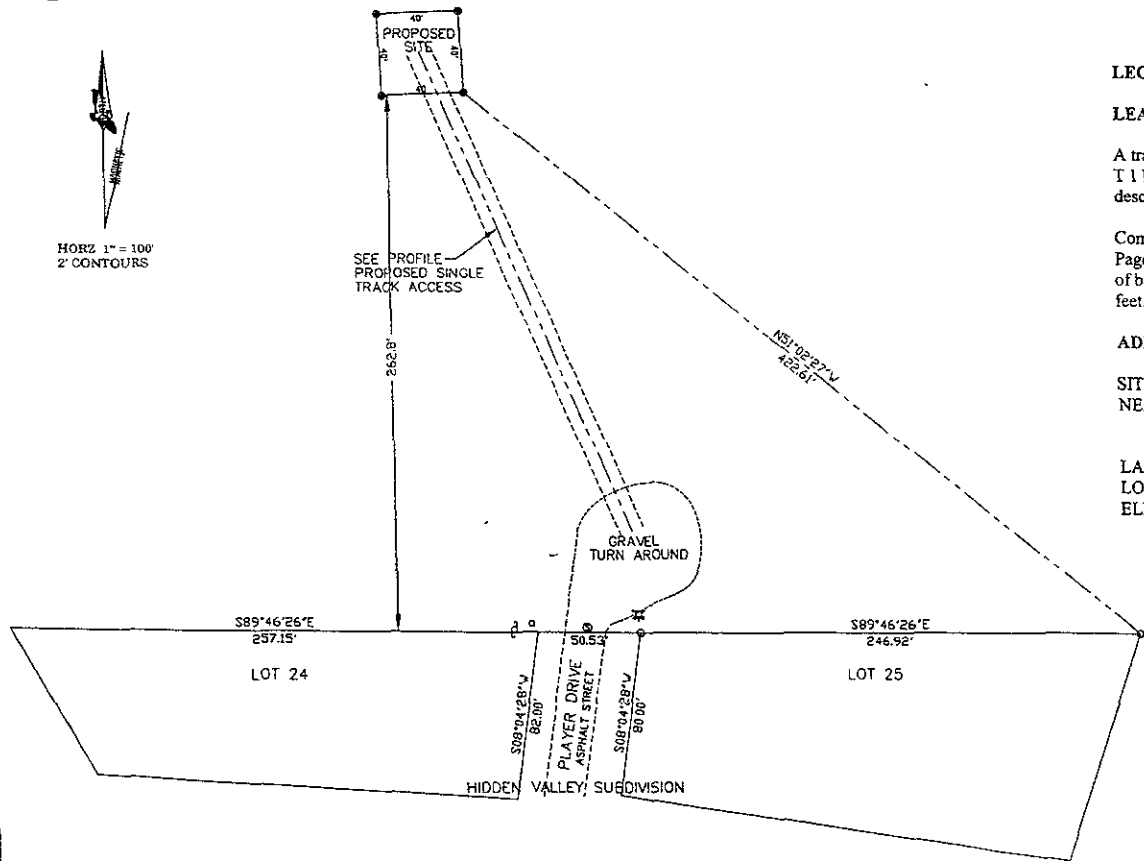 40'
PROPOSED
SITE
40'
40'
40'
MAGNETIC
HORZ 1" = 100'
2' CONTOURS
SEE PROFILE
PROPOSED SINGLE
TRACK ACCESS
262.8'
N51°02'27"W
422.61'
GRAVEL
TURN AROUND
S89°46'26"E
257.15'
50.53'
S89°46'26"E
246.92'
LOT 24
LOT 25
S08°04'28"W
82.00'
PLAYER DRIVE
ASPHALT STREET
S08°04'28"W
80.00'
HIDDEN VALLEY SUBDIVISION
LEG
LEA
A tra
T 1 
desc
Com
Page
of b
feet.
AD
SIT
NE
LA
LO
EL